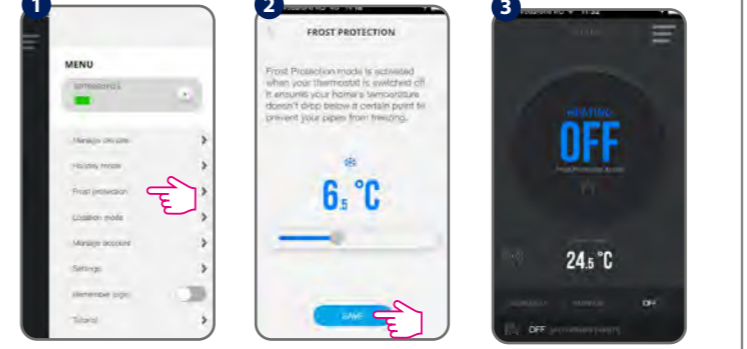 1
MENU
Manage devices
Holiday mode
Frost protection
Location mode
Manage account
Settings
Remember login
Tutorial
2
FROST PROTECTION
Frost Protection mode is activated
when your thermostat is switched off.
It ensures your home's temperature
doesn't drop below a certain point to
prevent your pipes from freezing.
6.5 °C
SAVE
3
HEATING
OFF
24.5 °C
OFF
OFF